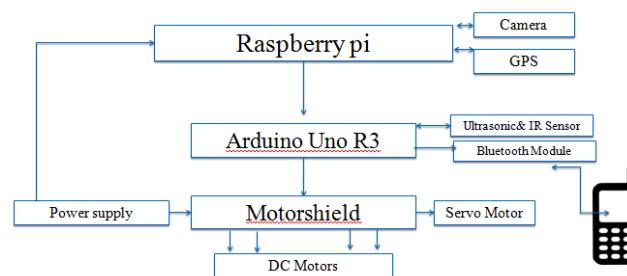 Camera
Raspberry pi
GPS
Ultrasonic& IR Sensor
Arduino Uno R3
Bluetooth Module
Power supply
Motorshield
Servo Motor
DC Motors